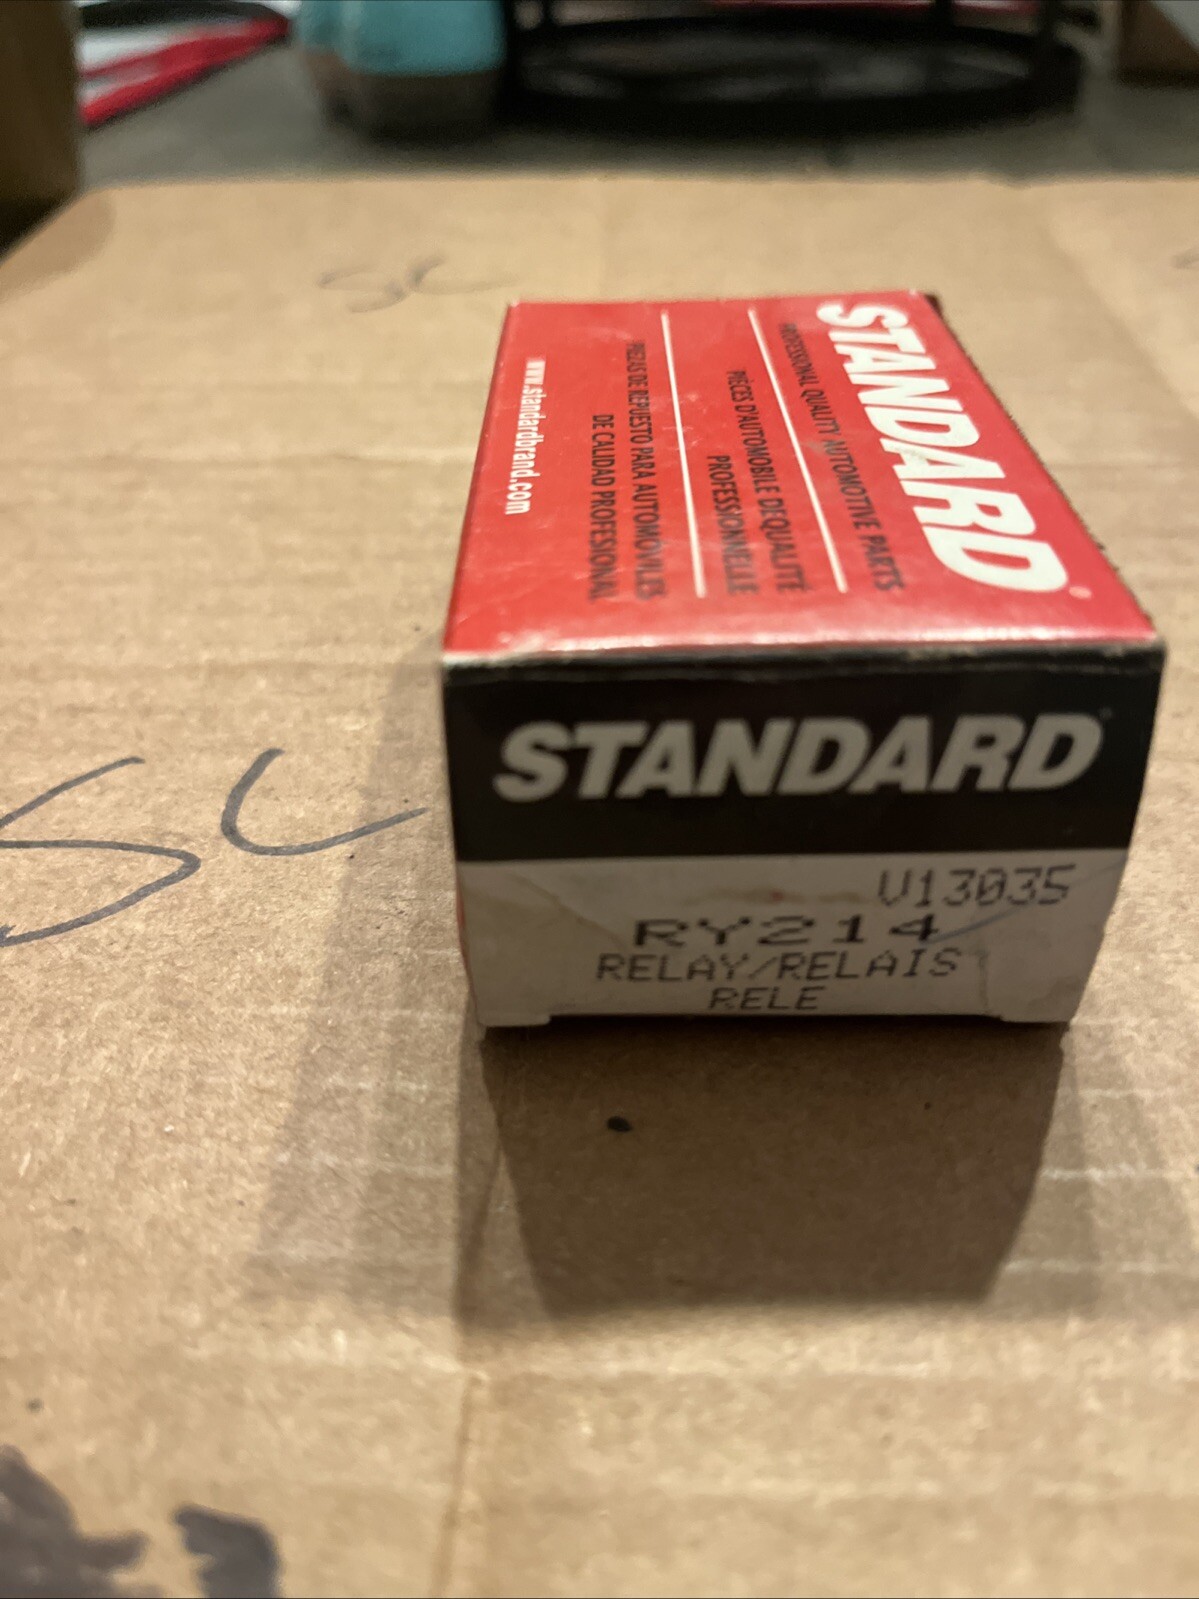 SC
STANDARD
PROFESSIONAL QUALITY AUTOMOTIVE PARTS
PIÈCES D'AUTOMOBILE DE QUALITÉ
PROFESSIONNELLE
PIEZAS DE REPUESTO PARA AUTOMÓVILES
DE CALIDAD PROFESIONAL
www.standardbrand.com
STANDARD
SC
V13035
RY214
RELAY/RELAIS
RELE